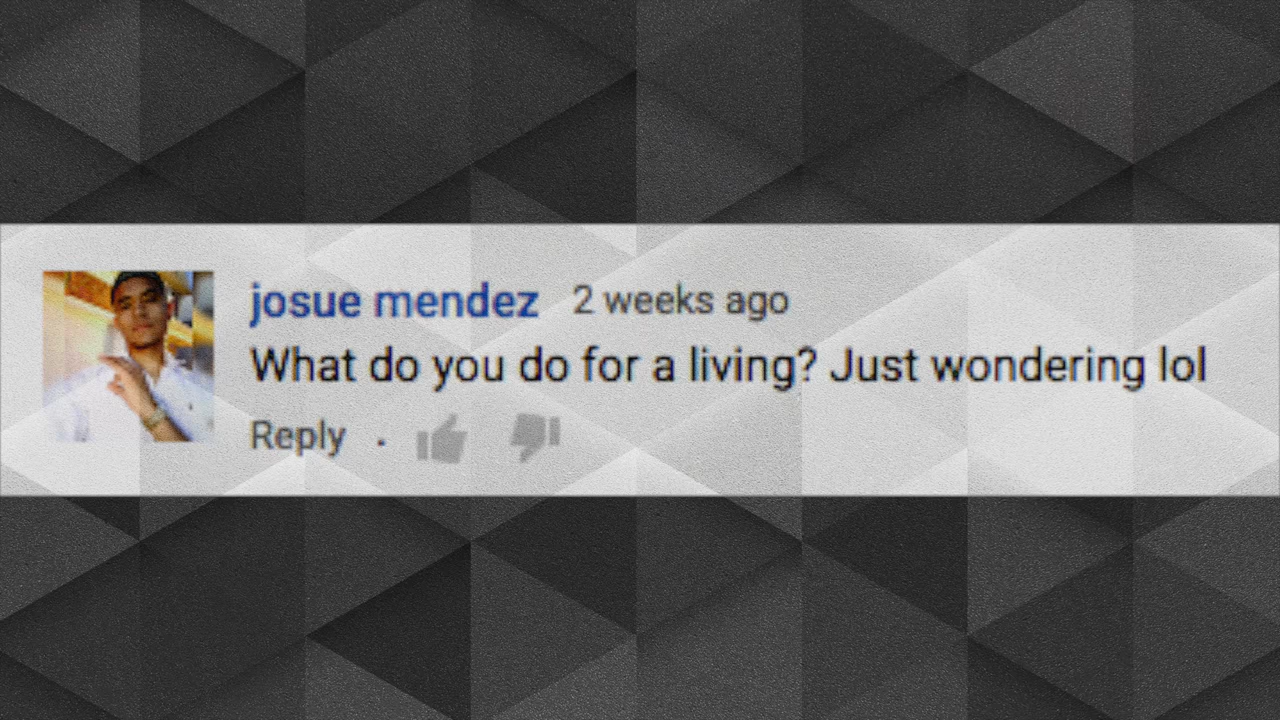 josue mendez 2 weeks ago
What do you do for a living? Just wondering lol
Reply ·